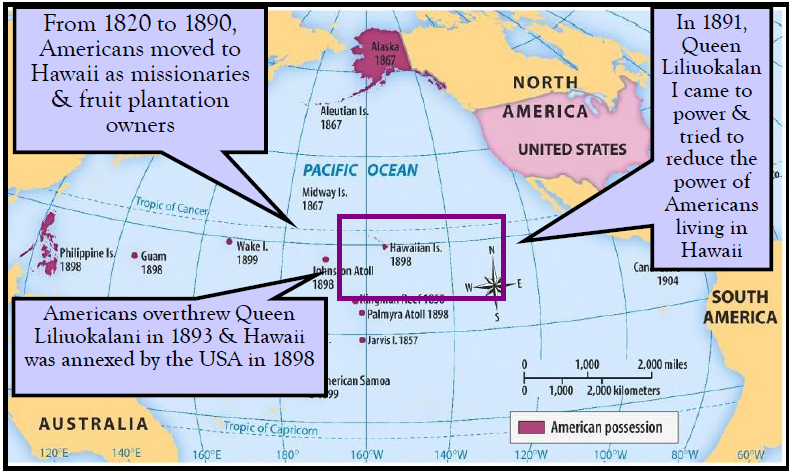 From 1820 to 1890,
Americans moved to
Hawaii as missionaries
& fruit plantation
owners
In 1891,
Queen
Liliuokalan
I came to
power &
tried to
reduce the
power of
Americans
living in
Hawaii
Alaska
1867
NORTH
AMERICA
UNITED STATES
Aleutian Is.
1867
PACIFIC OCEAN
Midway Is.
1867
Tropic of Cancer
Philippine Is.
1898
Guam
1898
Wake I.
1899
Hawaiian Is.
1898
Johnston Atoll
1898
N
W
E
S
1904
Kingman Reef 1858
Palmyra Atoll 1898
Jarvis I. 1857
SOUTH
AMERICA
Americans overthrew Queen
Liliuokalani in 1893 & Hawaii
was annexed by the USA in 1898
0 1,000 2,000 miles
0 1,000 2,000 kilometers
American Samoa
AUSTRALIA
Tropic of Capricorn
American possession
120°E 140°E 160°E 180° 160°W 140°W 120°W 100°W 80°W 60°W